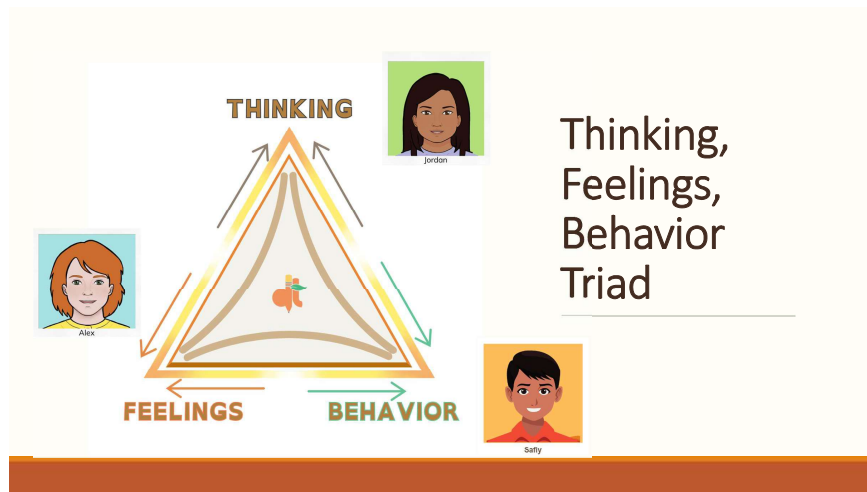 THINKING
Jordan
Thinking,
Feelings,
Behavior
Triad
Alex
FEELINGS
BEHAVIOR
Safiy